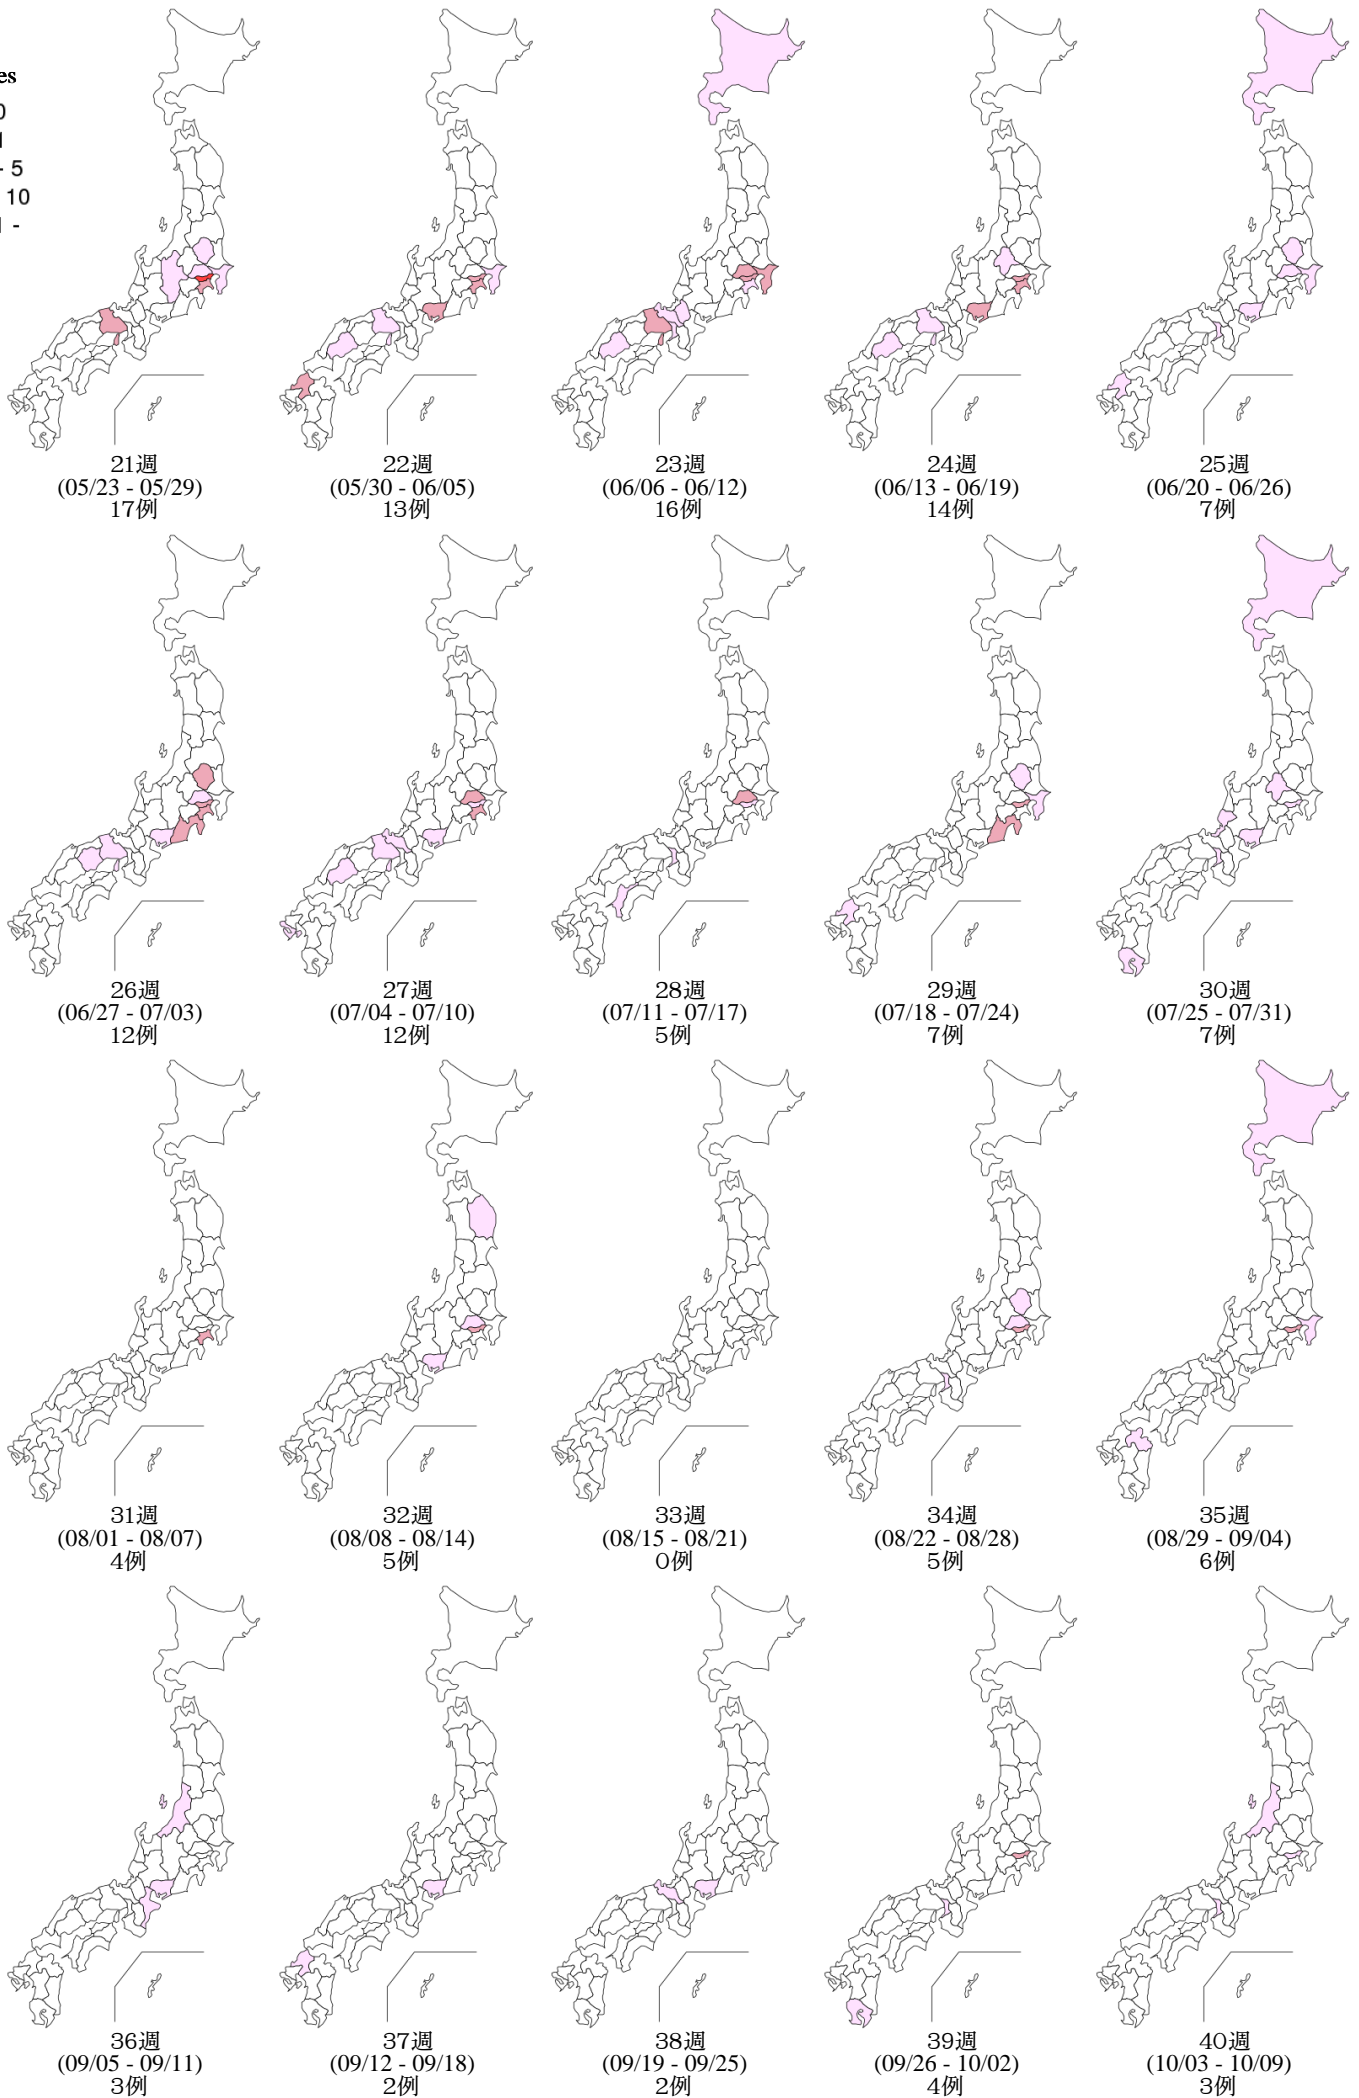 es
0
1
- 5
10
1 -
21週
(05/23 - 05/29)
17例
22週
(05/30 - 06/05)
13例
23週
(06/06 - 06/12)
16例
24週
(06/13 - 06/19)
14例
25週
(06/20 - 06/26)
7例
26週
(06/27 - 07/03)
12例
27週
(07/04 - 07/10)
12例
28週
(07/11 - 07/17)
5例
29週
(07/18 - 07/24)
7例
30週
(07/25 - 07/31)
7例
31週
(08/01 - 08/07)
4例
32週
(08/08 - 08/14)
5例
33週
(08/15 - 08/21)
0例
34週
(08/22 - 08/28)
5例
35週
(08/29 - 09/04)
6例
36週
(09/05 - 09/11)
3例
37週
(09/12 - 09/18)
2例
38週
(09/19 - 09/25)
2例
39週
(09/26 - 10/02)
4例
40週
(10/03 - 10/09)
3例